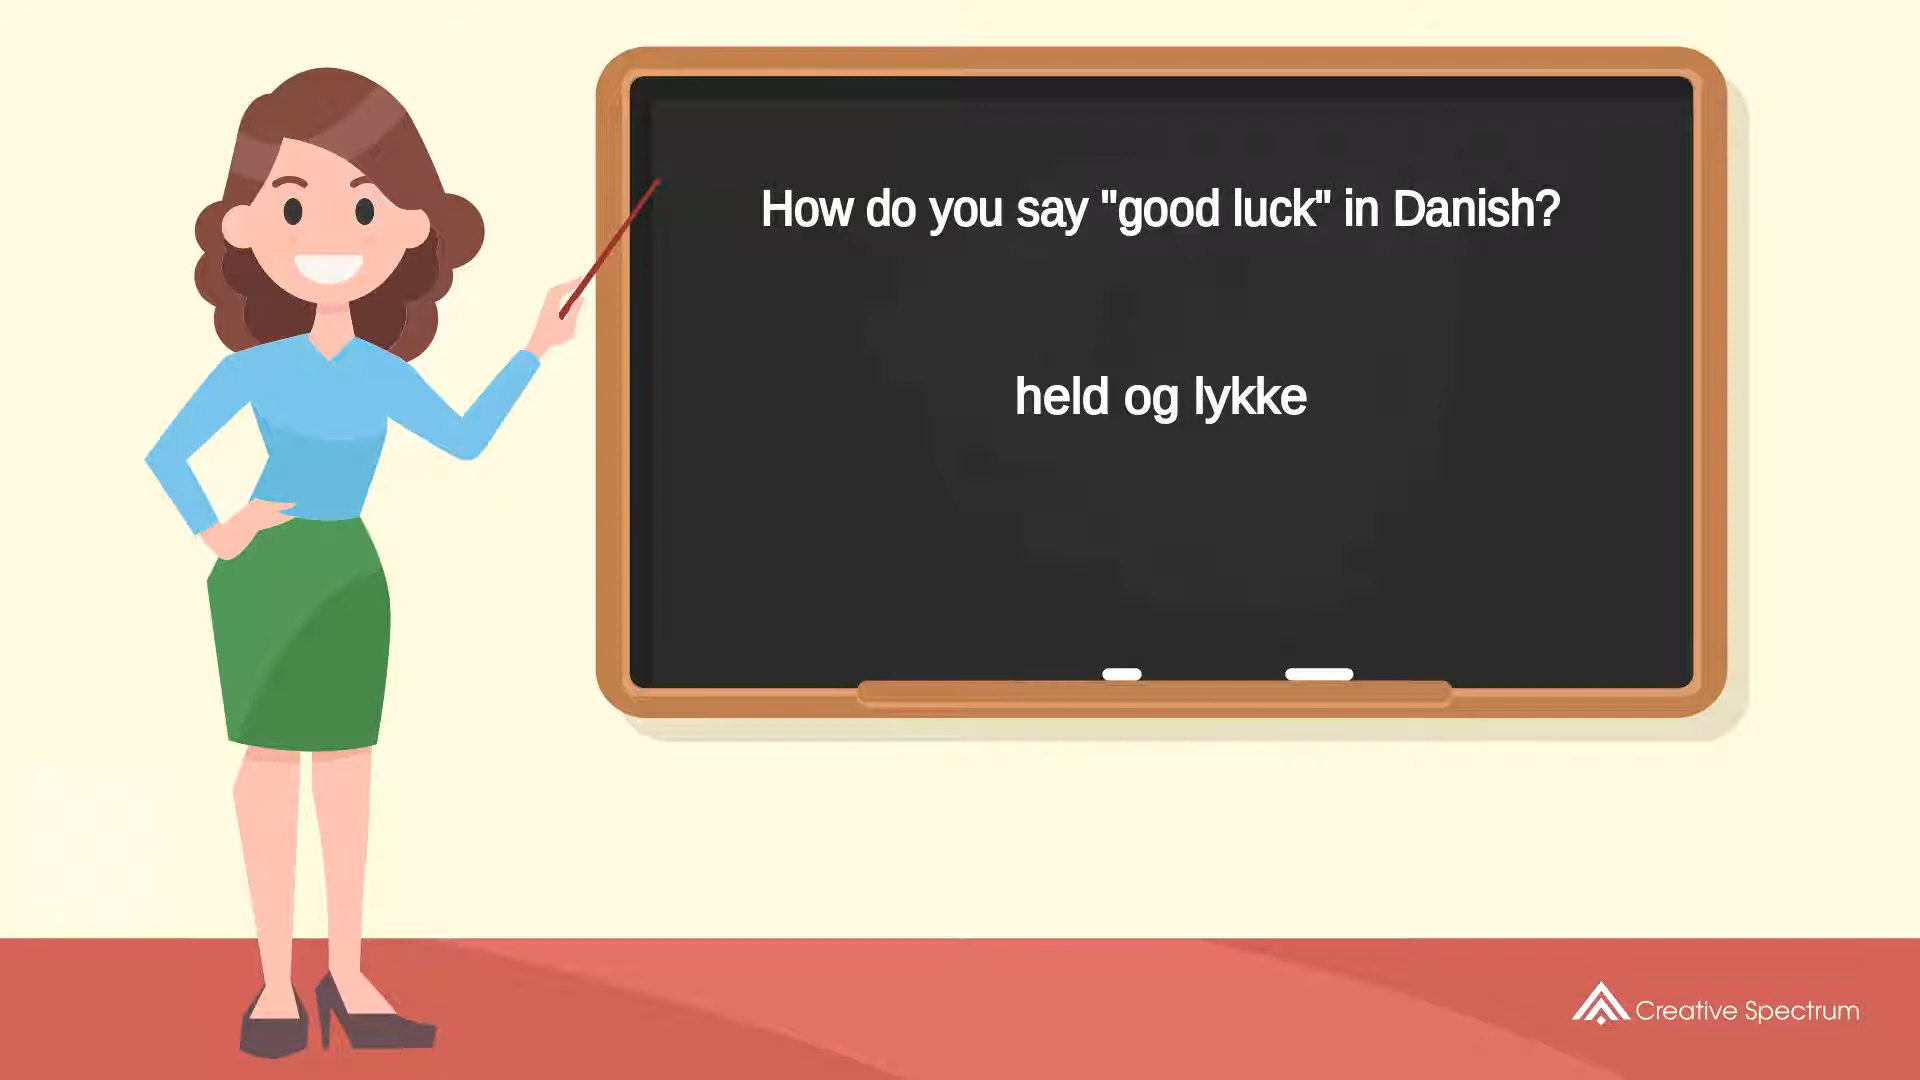 How do you say "good luck" in Danish?
held og lykke
Creative Spectrum